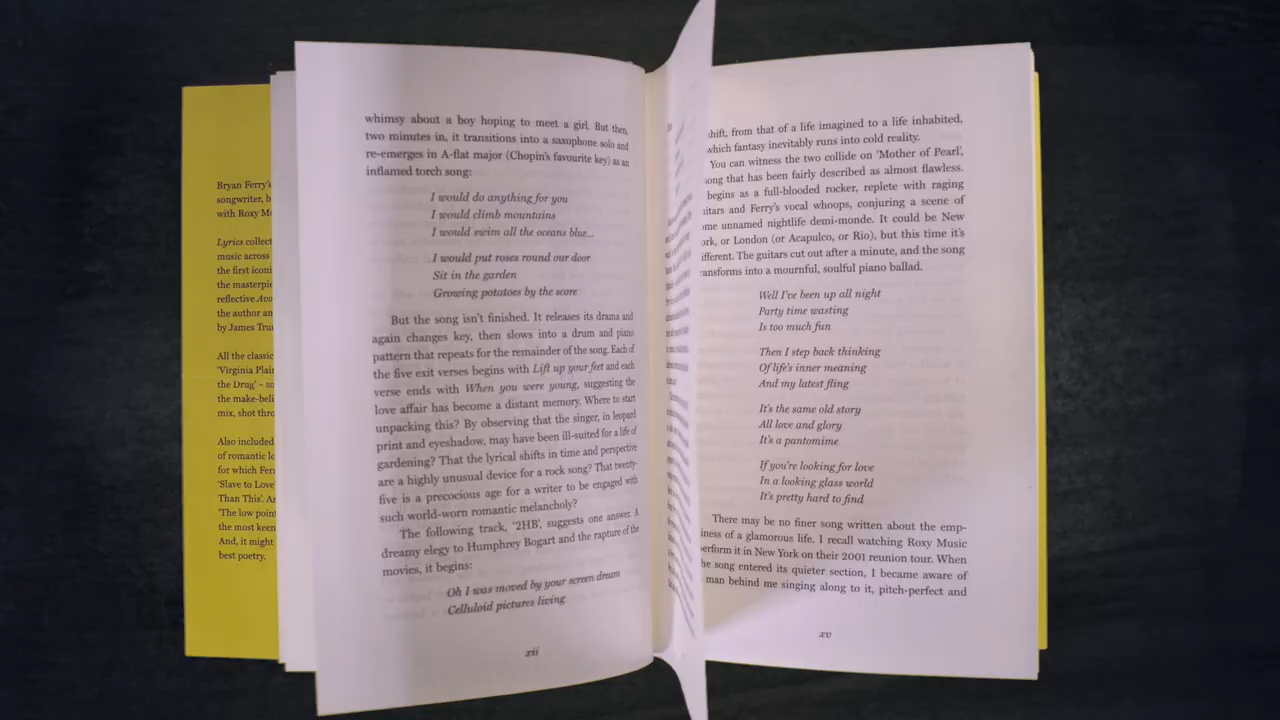 Bryan Ferry's
songwriter, b
with Roxy M
Lyrics collect
music across
the first iconi
the masterpie
reflective Avo
the author an
by James Tru
All the classic
'Virginia Plain
the Drug' – so
the make-beli
mix, shot thro
Also included
of romantic lo
for which Fer
'Slave to Love
Than This'. As
'The low point
the most keen
And, it might
best poetry.
whimsy about a boy hoping to meet a girl. But then,
two minutes in, it transitions into a saxophone solo and
re-emerges in A-flat major (Chopin's favourite key) as an
inflamed torch song:
I would do anything for you
I would climb mountains
I would swim all the oceans blue...
I would put roses round our door
Sit in the garden
Growing potatoes by the score
But the song isn't finished. It releases its drama and
again changes key, then slows into a drum and piano
pattern that repeats for the remainder of the song. Each of
the five exit verses begins with Lift up your feet and each
verse ends with When you were young, suggesting the
love affair has become a distant memory. Where to start
unpacking this? By observing that the singer, in leopard
print and eyeshadow, may have been ill-suited for a life of
gardening? That the lyrical shifts in time and perspective
are a highly unusual device for a rock song? That twenty-
five is a precocious age for a writer to be engaged with
such world-worn romantic melancholy?
The following track, '2HB', suggests one answer. A
dreamy elegy to Humphrey Bogart and the rapture of the
movies, it begins:
Oh I was moved by your screen dream
Celluloid pictures living
xii
shift, from that of a life imagined to a life inhabited,
which fantasy inevitably runs into cold reality.
You can witness the two collide on 'Mother of Pearl',
song that has been fairly described as almost flawless.
begins as a full-blooded rocker, replete with raging
uitars and Ferry's vocal whoops, conjuring a scene of
ome unnamed nightlife demi-monde. It could be New
ork, or London (or Acapulco, or Rio), but this time it's
ifferent. The guitars cut out after a minute, and the song
ransforms into a mournful, soulful piano ballad.
Well I've been up all night
Party time wasting
Is too much fun
Then I step back thinking
Of life's inner meaning
And my latest fling
It's the same old story
All love and glory
It's a pantomime
If you're looking for love
In a looking glass world
It's pretty hard to find
There may be no finer song written about the emp-
iness of a glamorous life. I recall watching Roxy Music
perform it in New York on their 2001 reunion tour. When
he song entered its quieter section, I became aware of
man behind me singing along to it, pitch-perfect and
xv